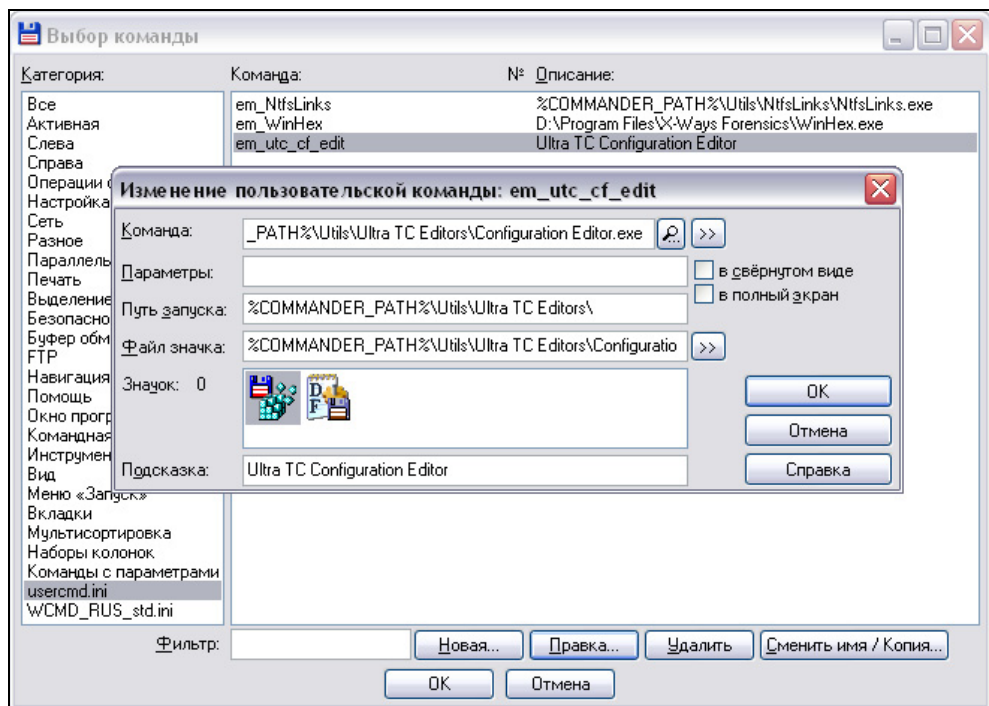 Выбор команды
Категория:
Команда:
№ Описание:
Все
Активная
Слева
Справа
Операции с
Настройка
Сеть
Разное
Параллель
Печать
Выделение
Безопасно
Буфер обм
FTP
Навигация
Помощь
Окно прогр
Командная
Инструмен
Вид
Меню «Запуск»
Вкладки
Мультисортировка
Наборы колонок
Команды с параметрами
usercmd.ini
WCMD_RUS_std.ini
em_NtfsLinks %COMMANDER_PATH%\Utils\NtfsLinks\NtfsLinks.exe
em_WinHex D:\Program Files\X-Ways Forensics\WinHex.exe
em_utc_cf_edit Ultra TC Configuration Editor
Изменение пользовательской команды: em_utc_cf_edit
Команда: _PATH%\Utils\Ultra TC Editors\Configuration Editor.exe >>
Параметры:
в свёрнутом виде
в полный экран
Путь запуска: %COMMANDER_PATH%\Utils\Ultra TC Editors\
Файл значка: %COMMANDER_PATH%\Utils\Ultra TC Editors\Configuratio >>
Значок: 0
Подсказка: Ultra TC Configuration Editor
OK
Отмена
Справка
Фильтр:
Новая...
Правка...
Удалить
Сменить имя / Копия...
OK
Отмена